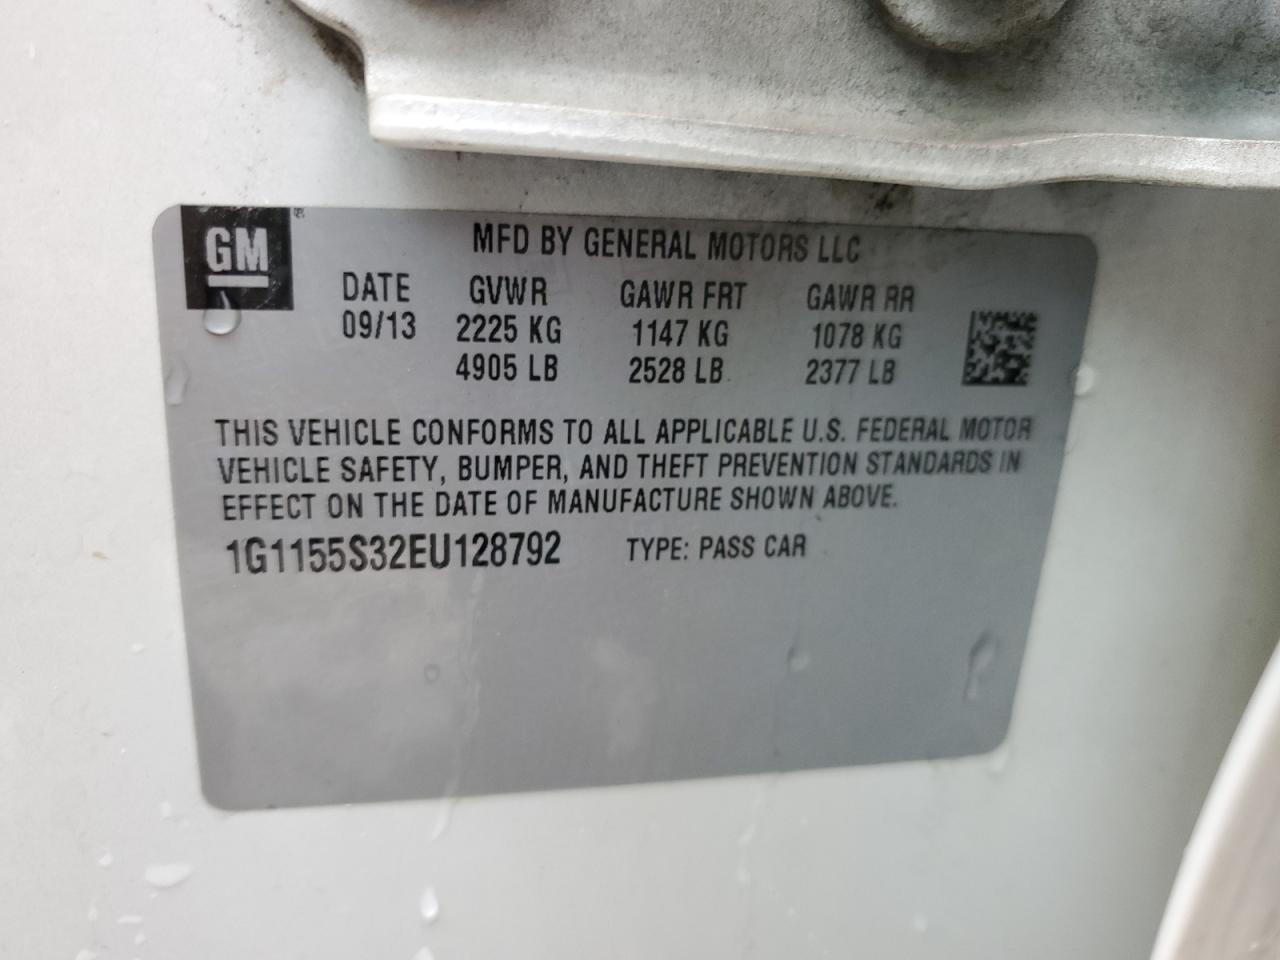 GM®
MFD BY GENERAL MOTORS LLC
DATE GVWR GAWR FRT GAWR RR
09/13 2225 KG 1147 KG 1078 KG
4905 LB 2528 LB 2377 LB
THIS VEHICLE CONFORMS TO ALL APPLICABLE U.S. FEDERAL MOTOR
VEHICLE SAFETY, BUMPER, AND THEFT PREVENTION STANDARDS IN
EFFECT ON THE DATE OF MANUFACTURE SHOWN ABOVE.
1G1155S32EU128792 TYPE: PASS CAR